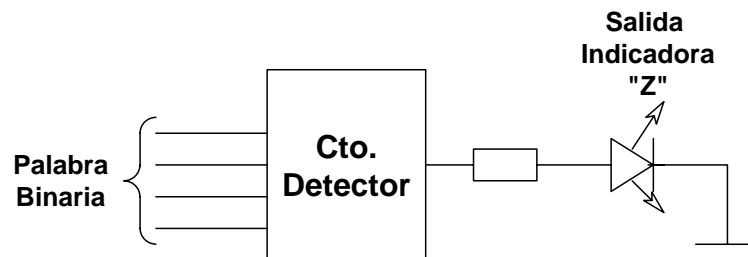 Salida
Indicadora
"Z"
Palabra
Binaria
Cto.
Detector